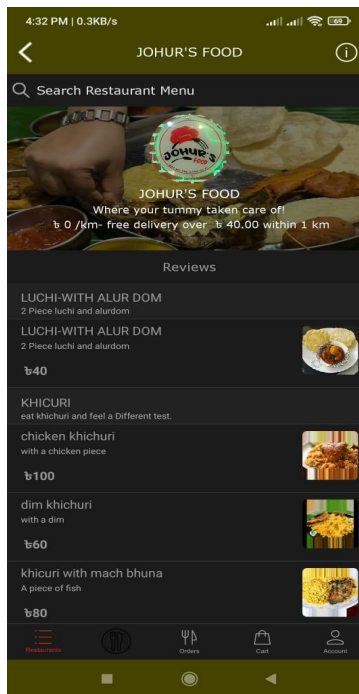 4:32 PM | 0.3KB/s
69
JOHUR'S FOOD
Search Restaurant Menu
JOHUR'S
FOOD
JOHUR'S FOOD
Where your tummy taken care of!
৳ 0 /km- free delivery over ৳ 40.00 within 1 km
Reviews
LUCHI-WITH ALUR DOM
2 Piece luchi and alurdom
LUCHI-WITH ALUR DOM
2 Piece luchi and alurdom
৳40
KHICURI
eat khichuri and feel a Different test.
chicken khichuri
with a chicken piece
৳100
dim khichuri
with a dim
৳60
khicuri with mach bhuna
A piece of fish
৳80
Restaurants
Orders
Cart
Account